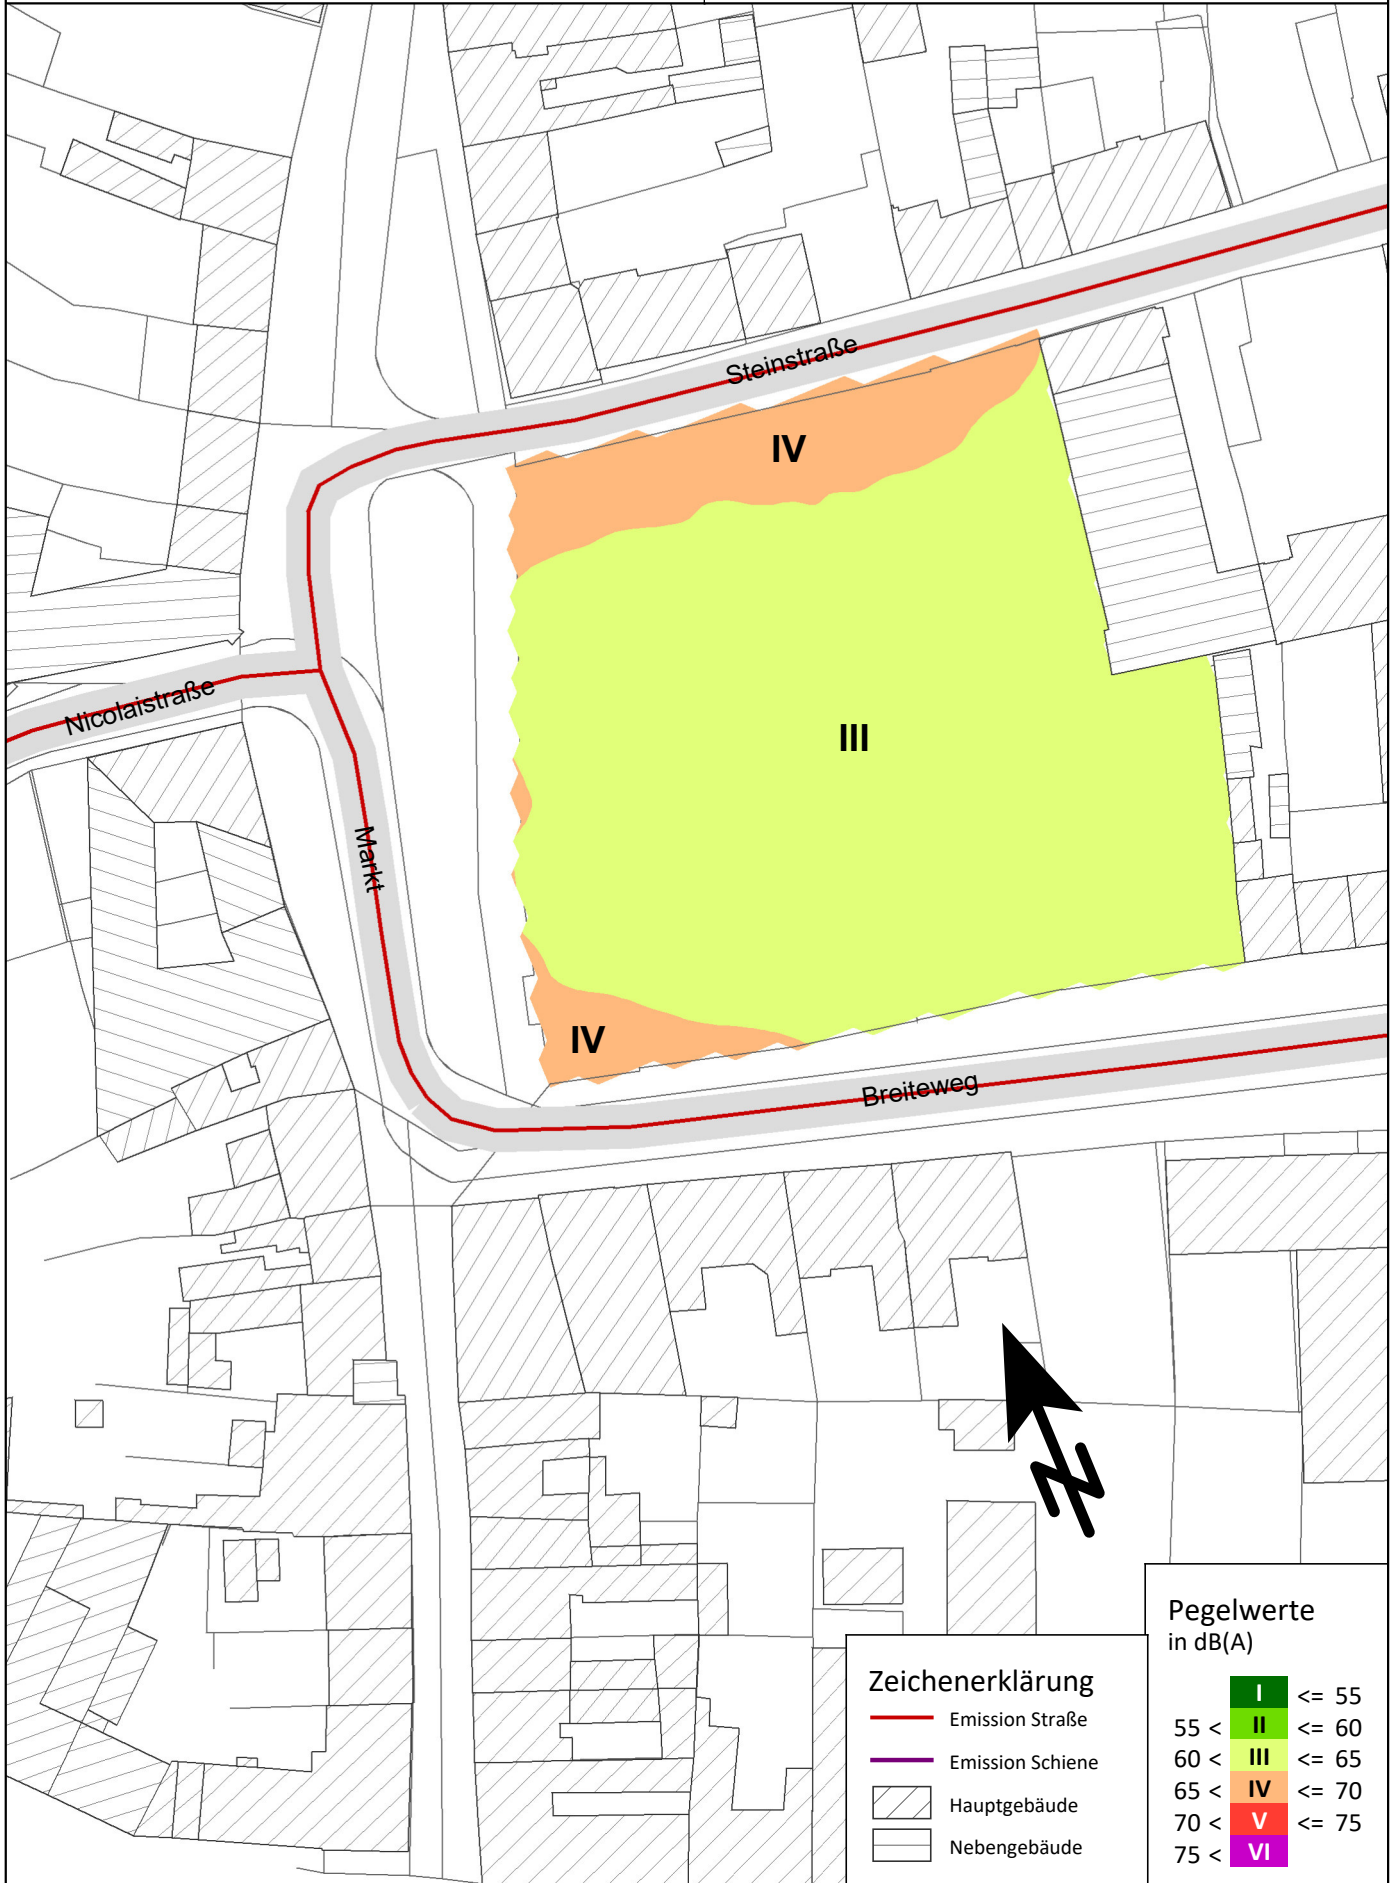 Steinstraße
IV
Nicolaistraße
III
Markt
IV
Breiteweg
N
Zeichenerklärung
Emission Straße
Emission Schiene
Hauptgebäude
Nebengebäude
Pegelwerte
in dB(A)
I <= 55
55 < II <= 60
60 < III <= 65
65 < IV <= 70
70 < V <= 75
75 < VI